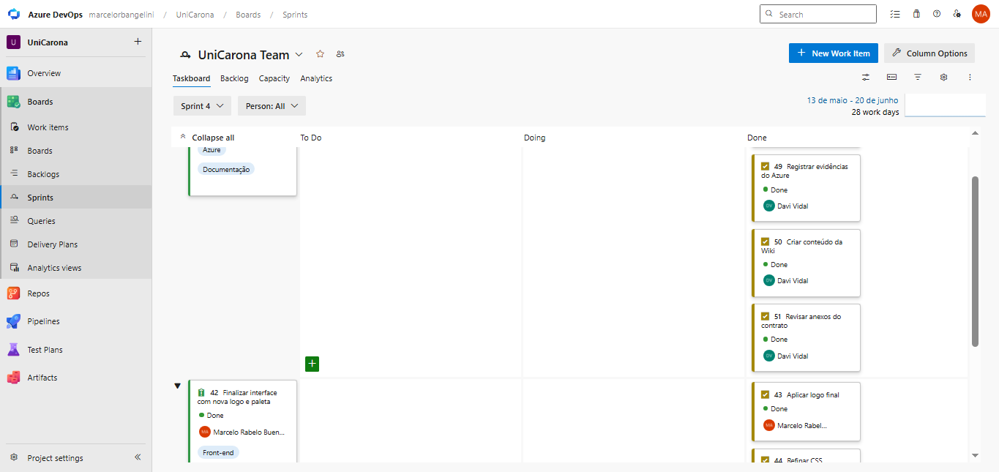 Azure DevOps marcelorbangelini / UniCarona / Boards / Sprints
Search
MA
U UniCarona
Overview
Boards
Work items
Boards
Backlogs
Sprints
Queries
Delivery Plans
Analytics views
Repos
Pipelines
Test Plans
Artifacts
Project settings
UniCarona Team
New Work Item
Column Options
Taskboard Backlog Capacity Analytics
Sprint 4
Person: All
13 de maio - 20 de junho
28 work days
Collapse all To Do Doing Done
Azure
Documentação
49 Registrar evidências
do Azure
Done
DV Davi Vidal
50 Criar conteúdo da
Wiki
Done
DV Davi Vidal
51 Revisar anexos do
contrato
Done
DV Davi Vidal
42 Finalizar interface
com nova logo e paleta
Done
MA Marcelo Rabelo Buen...
Front-end
43 Aplicar logo final
Done
MA Marcelo Rabel...
44 Refinar CSS